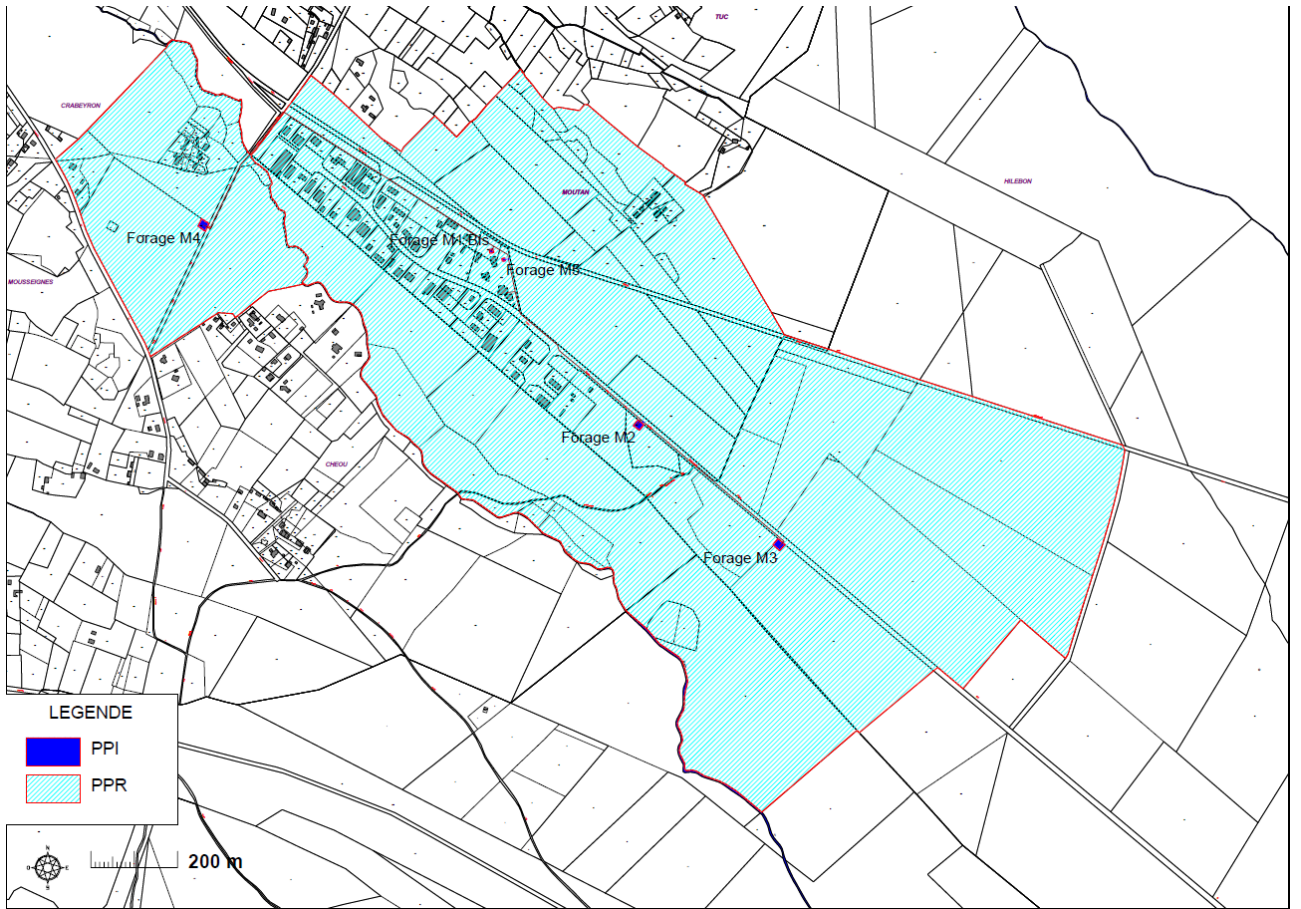 TUC
CRABEYRON
HILEBON
MOUTAN
Forage M4
Forage M1 Bis
Forage M5
MOUSSEIGNES
Forage M2
CHEOU
Forage M3
LEGENDE
PPI
PPR
N
O
E
S
200 m